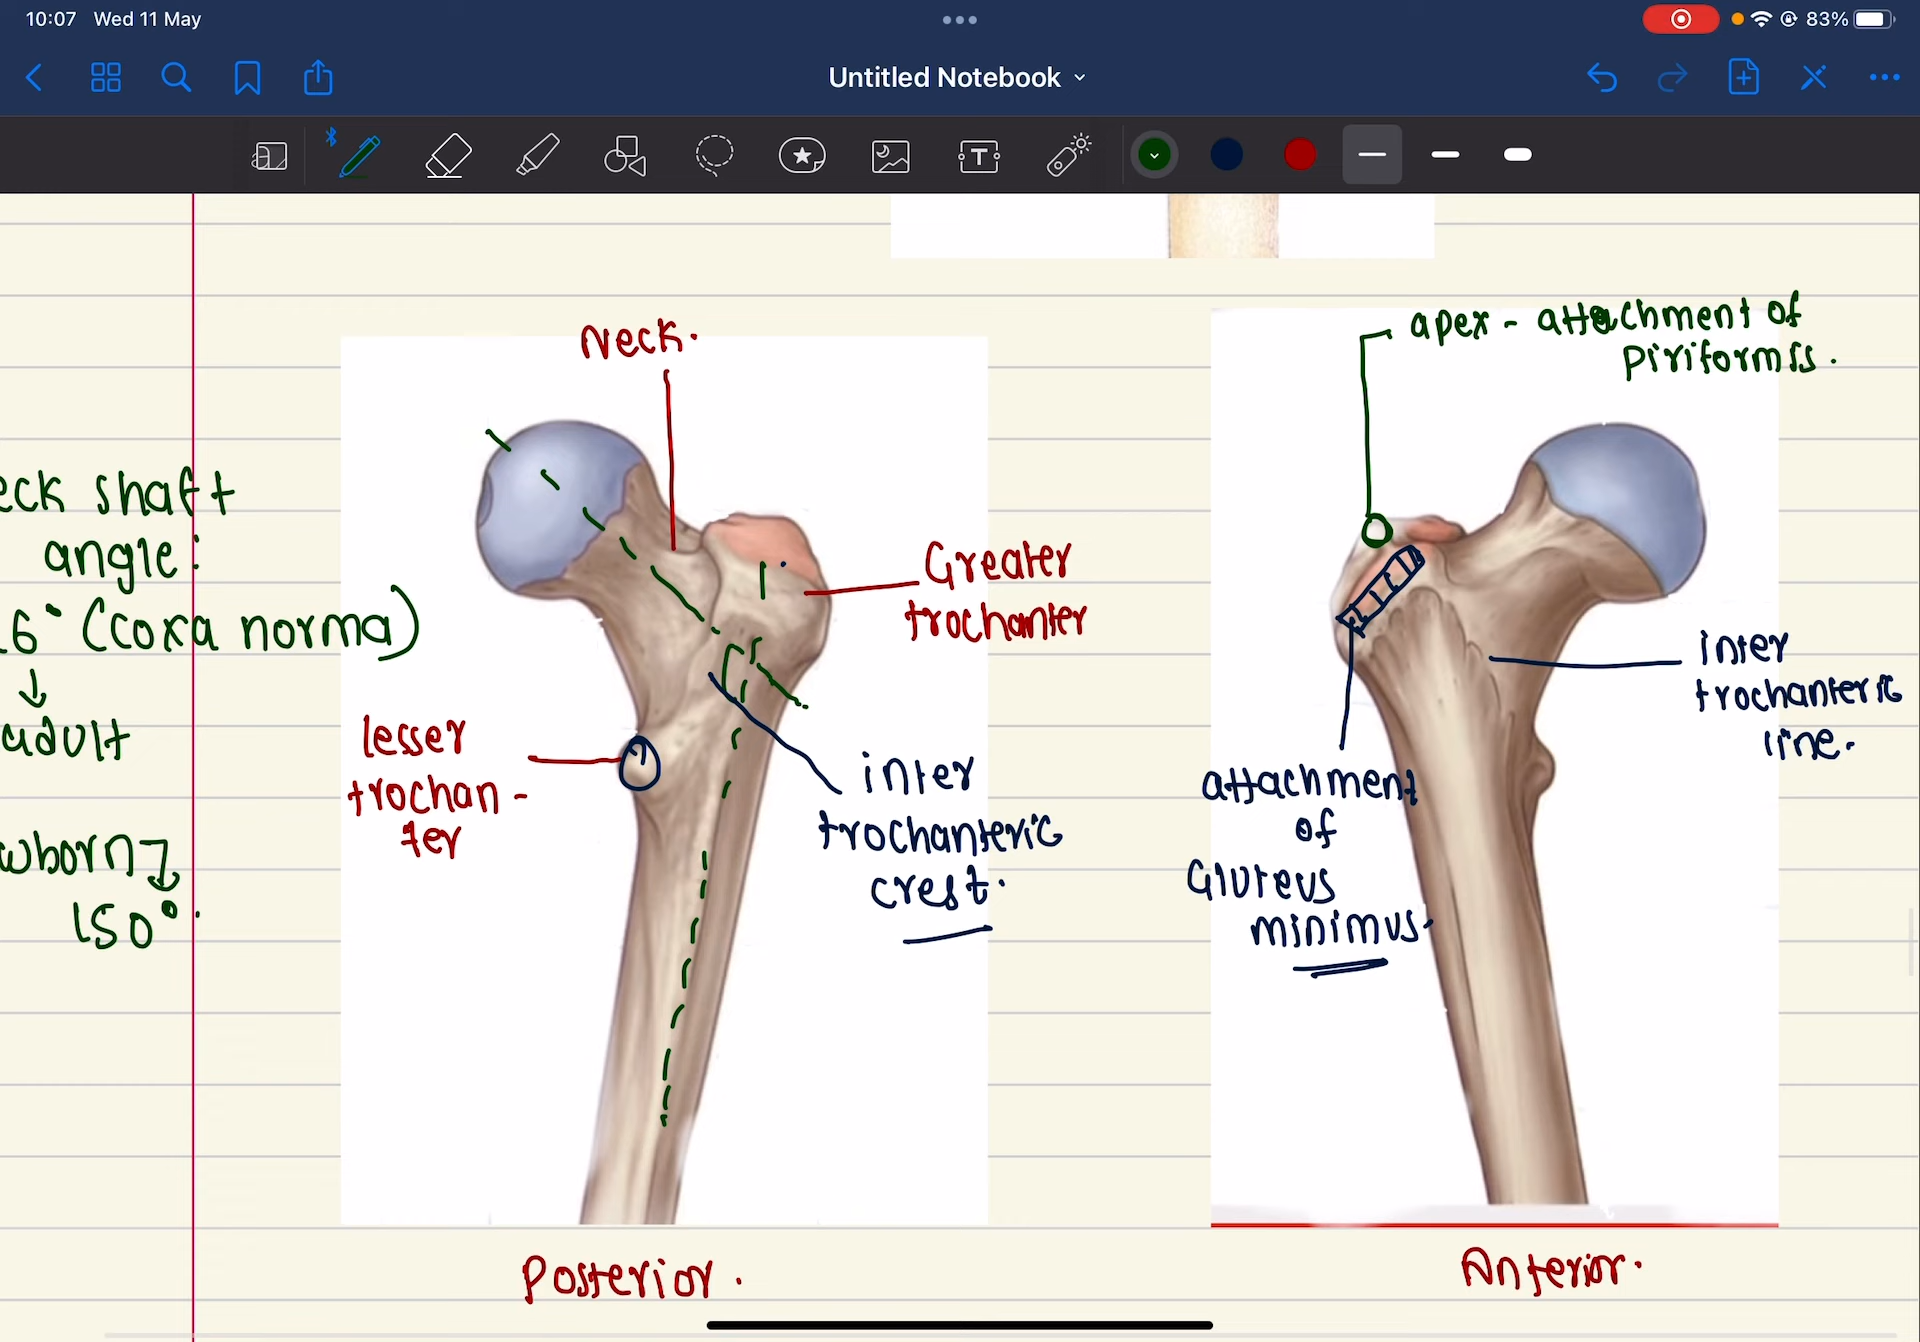 10:07 Wed 11 May
83%
Untitled Notebook
Neck.
apex - attachment of
piriformis.
eck shaft
angle:
6° (coxa norma)
adult
wborn
150°.
Greater
trochanter
lesser
trochan -
ter
inter
trochanteric
crest.
inter
trochanteric
line.
attachment
of
Gluteus
minimus.
Posterior.
Anterior.